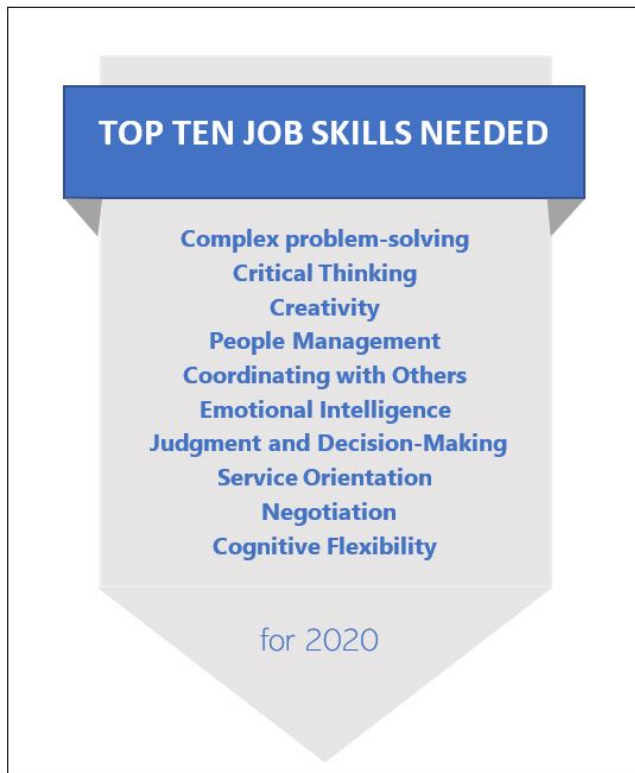 TOP TEN JOB SKILLS NEEDED
Complex problem-solving
Critical Thinking
Creativity
People Management
Coordinating with Others
Emotional Intelligence
Judgment and Decision-Making
Service Orientation
Negotiation
Cognitive Flexibility
for 2020